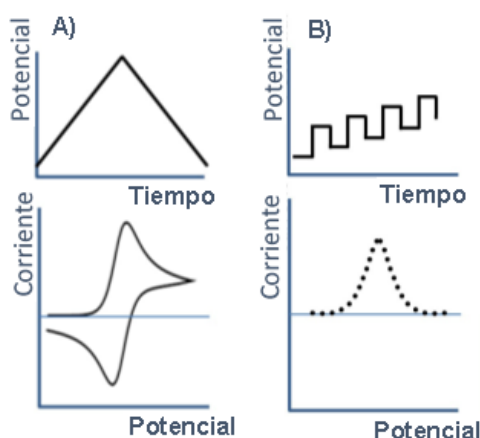 A)
Potencial
Tiempo
Corriente
Potencial
B)
Potencial
Tiempo
Corriente
Potencial